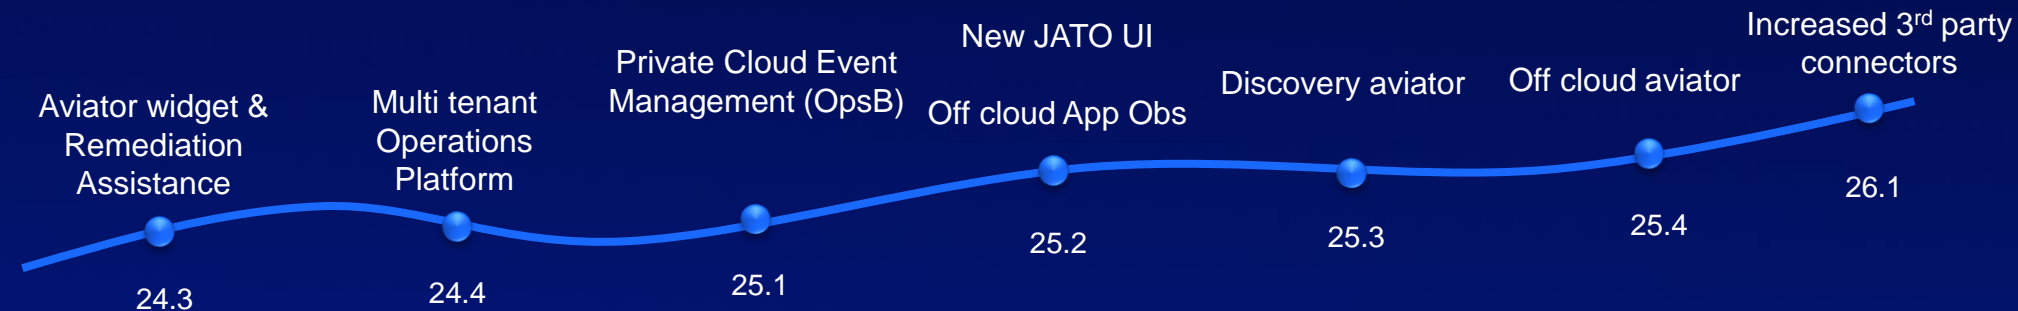 Aviator widget &
Remediation
Assistance
24.3
Multi tenant
Operations
Platform
24.4
Private Cloud Event
Management (OpsB)
25.1
New JATO UI
Off cloud App Obs
25.2
Discovery aviator
25.3
Off cloud aviator
25.4
Increased 3rd party
connectors
26.1